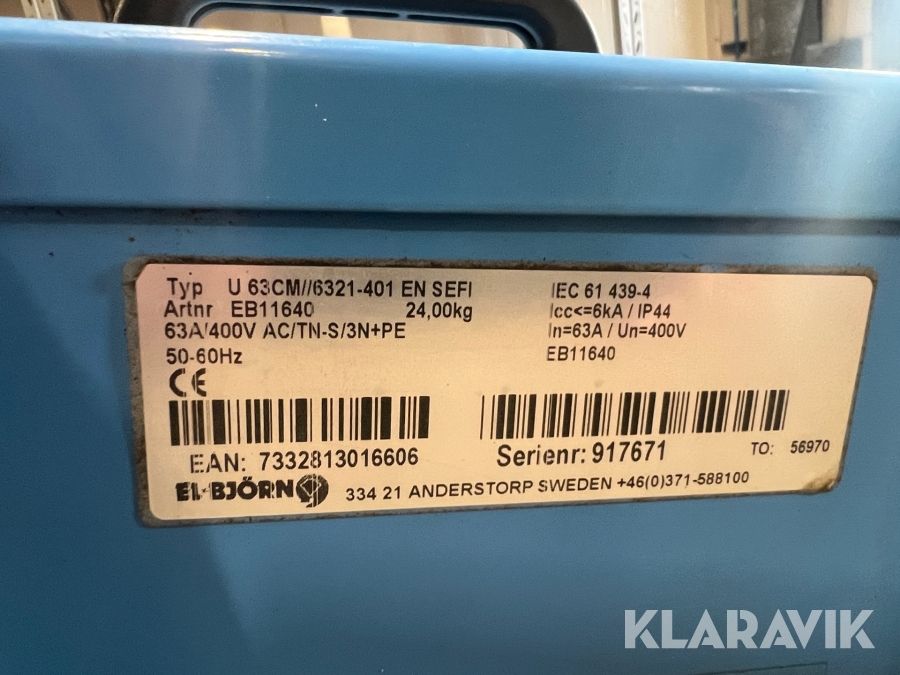 Typ U 63CM//6321-401 EN SEFI
Artnr EB11640 24,00kg
63A/400V AC/TN-S/3N+PE
50-60Hz
CE
IEC 61 439-4
Icc<=6kA / IP44
In=63A / Un=400V
EB11640
EAN: 7332813016606
Serienr: 917671
TO: 56970
EL-BJÖRN
334 21 ANDERSTORP SWEDEN +46(0)371-588100
KLARAVIK